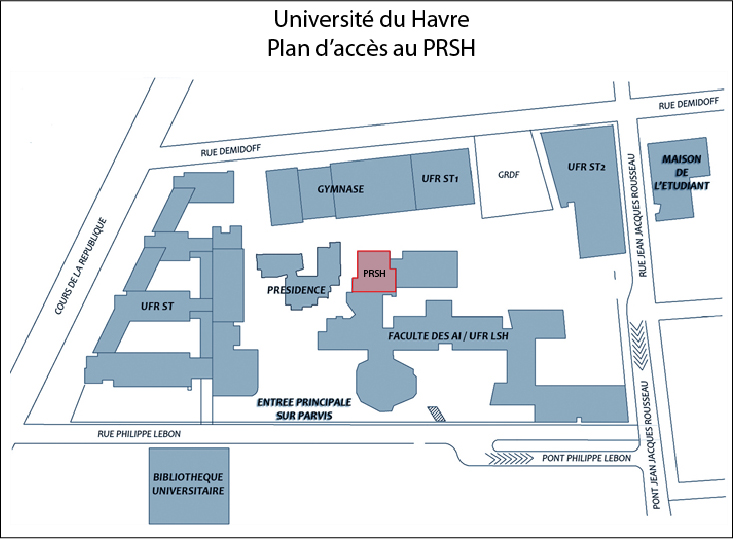 Université du Havre
Plan d'accès au PRSH
RUE DEMIDOFF
RUE DEMIDOFF
COURS DE LA REPUBLIQUE
GYMNASE
UFR ST1
GRDF
UFR ST2
MAISON
DE
L'ETUDIANT
RUE JEAN JACQUES ROUSSEAU
PRESIDENCE
PRSH
UFR ST
FACULTE DES AI / UFR LSH
ENTREE PRINCIPALE
SUR PARVIS
RUE PHILIPPE LEBON
PONT PHILIPPE LEBON
PONT JEAN JACQUES ROUSSEAU
BIBLIOTHEQUE
UNIVERSITAIRE